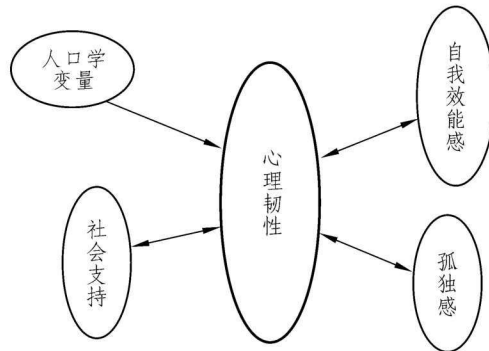 人口学
变量
自我效能感
心理韧性
社会支持
孤独感